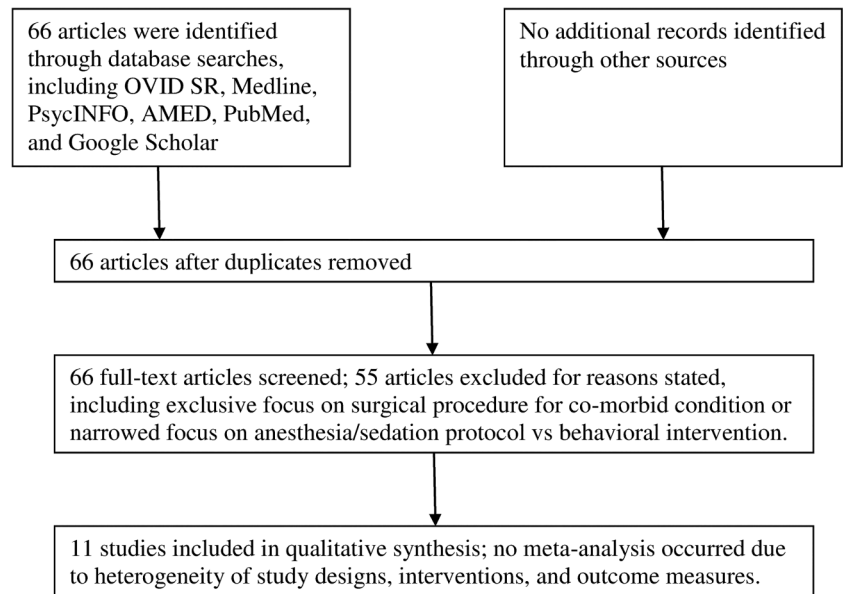 66 articles were identified
through database searches,
including OVID SR, Medline,
PsycINFO, AMED, PubMed,
and Google Scholar
No additional records identified
through other sources
66 articles after duplicates removed
66 full-text articles screened; 55 articles excluded for reasons stated,
including exclusive focus on surgical procedure for co-morbid condition or
narrowed focus on anesthesia/sedation protocol vs behavioral intervention.
11 studies included in qualitative synthesis; no meta-analysis occurred due
to heterogeneity of study designs, interventions, and outcome measures.